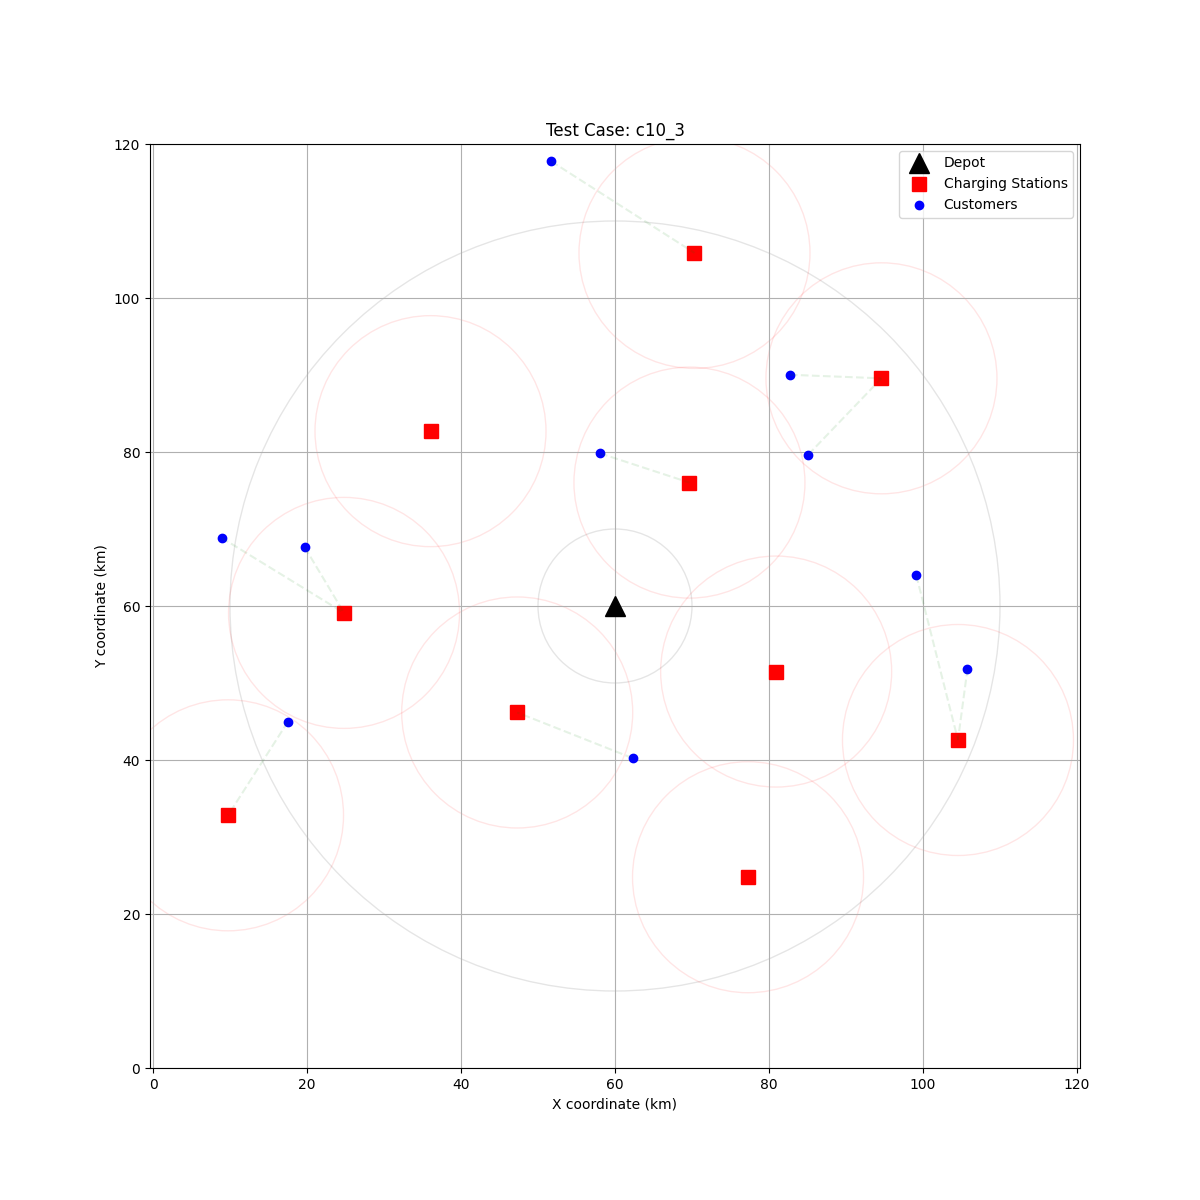 Test Case: c10_3
Depot
Charging Stations
Customers
120
100
80
60
40
20
0
Y coordinate (km)
0 20 40 60 80 100 120
X coordinate (km)